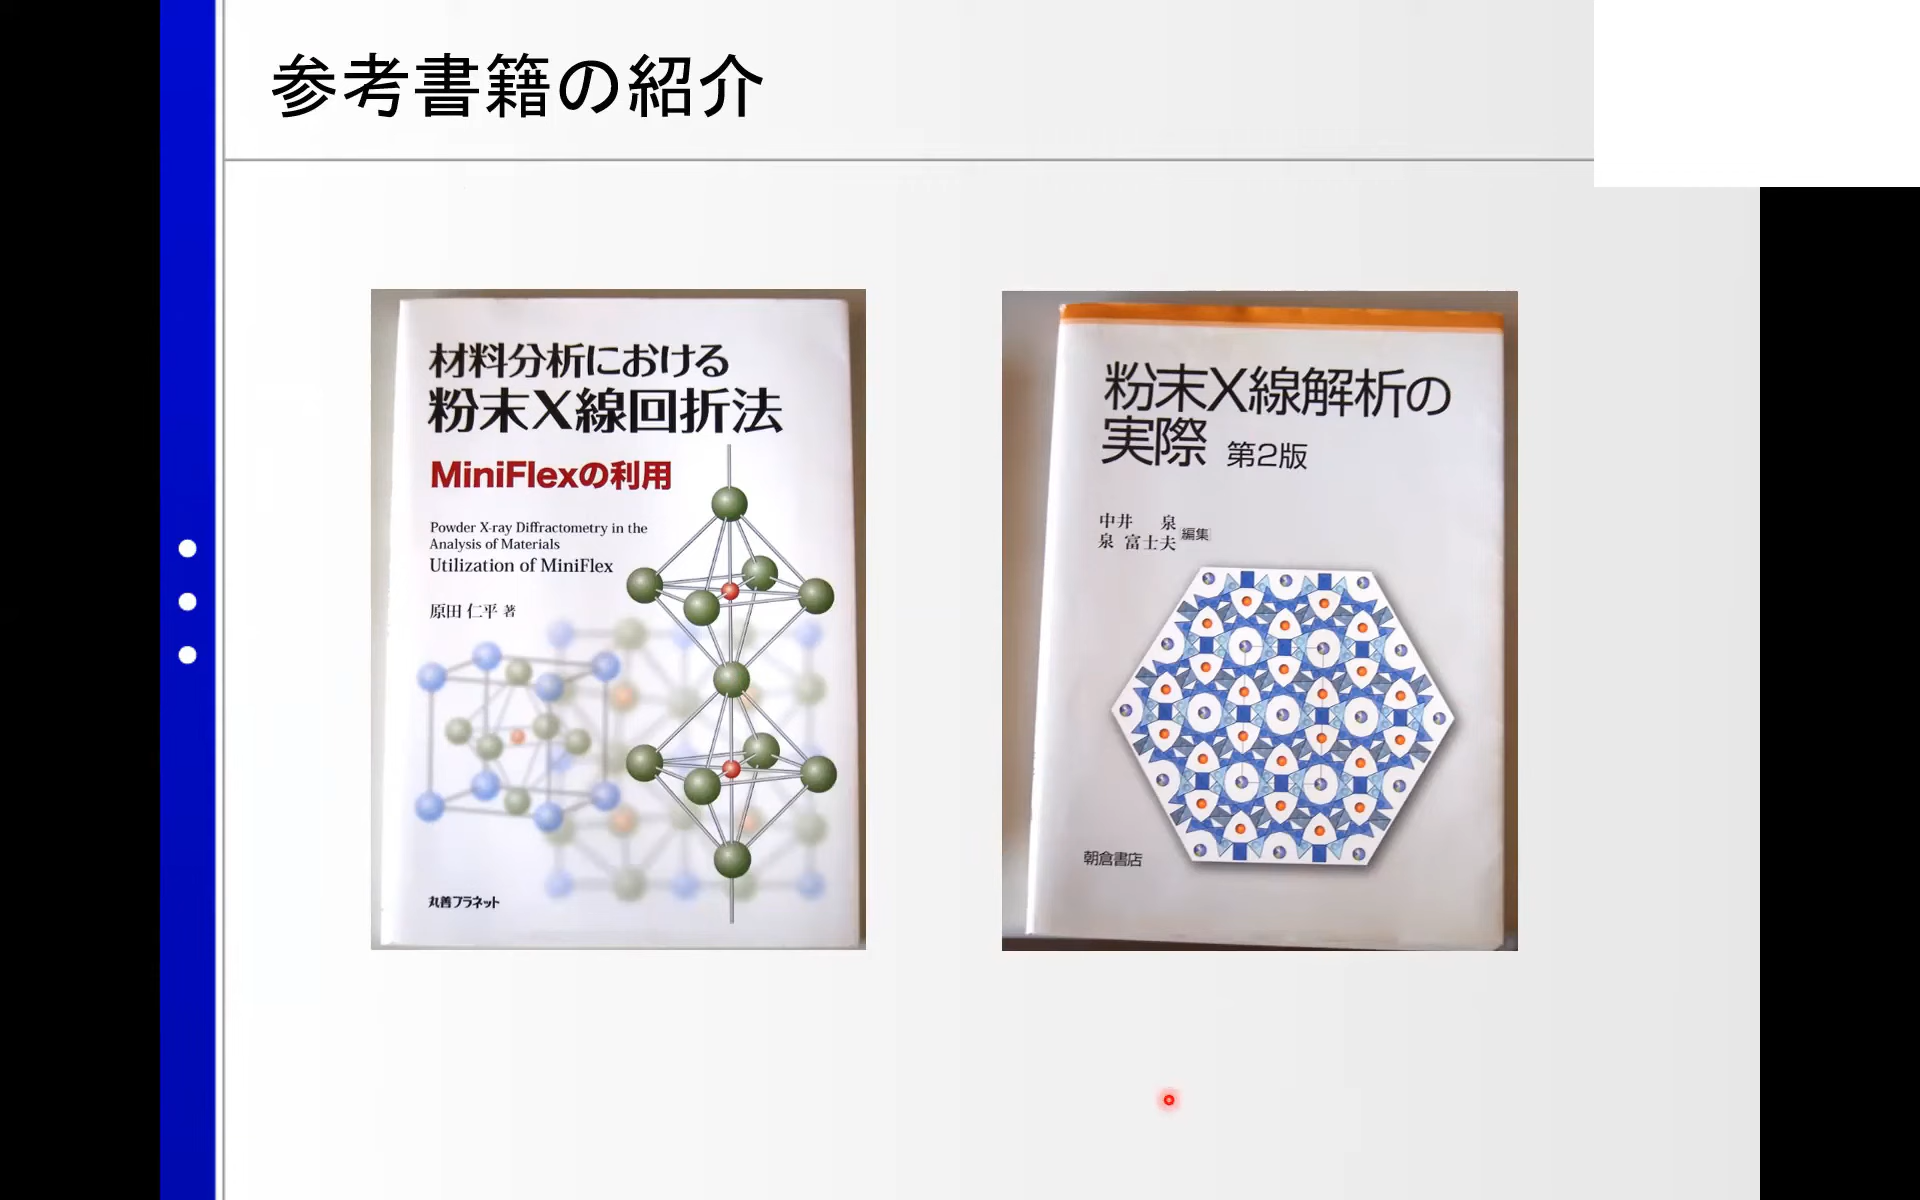 参考書籍の紹介
材料分析における
粉末X線回折法
MiniFlexの利用
Powder X-ray Diffractometry in the
Analysis of Materials
Utilization of MiniFlex
原田 仁平 著
丸善プラネット
粉末X線解析の
実際 第2版
中井 泉
泉 富士夫 編集
朝倉書店